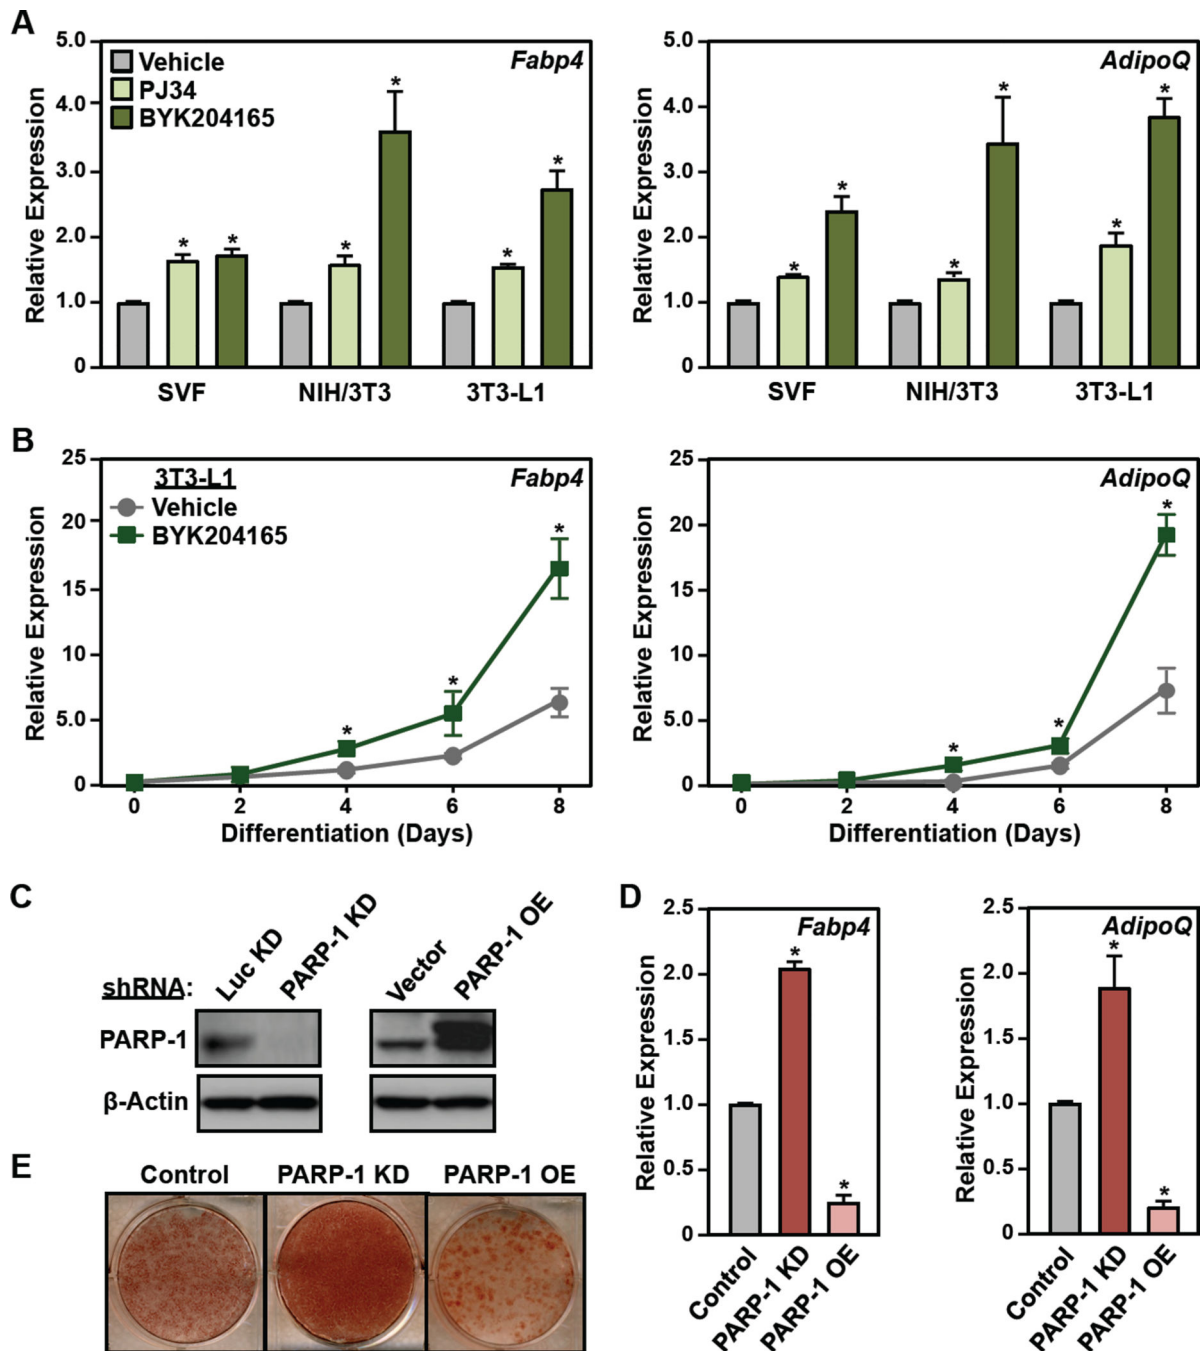 A
5.0
4.0
3.0
2.0
1.0
0
Relative Expression
Vehicle
PJ34
BYK204165
Fabp4
* * * * * *
SVF NIH/3T3 3T3-L1
5.0
4.0
3.0
2.0
1.0
0
Relative Expression
AdipoQ
* * * * * *
SVF NIH/3T3 3T3-L1
B
25
20
15
10
5.0
0
Relative Expression
3T3-L1
Vehicle
BYK204165
Fabp4
* * *
0 2 4 6 8
Differentiation (Days)
25
20
15
10
5.0
0
Relative Expression
AdipoQ
* * *
0 2 4 6 8
Differentiation (Days)
C
shRNA: Luc KD PARP-1 KD Vector PARP-1 OE
PARP-1
β-Actin
D
2.5
2.0
1.5
1.0
0.5
0
Relative Expression
Fabp4
* *
Control PARP-1 KD PARP-1 OE
2.5
2.0
1.5
1.0
0.5
0
Relative Expression
AdipoQ
* *
Control PARP-1 KD PARP-1 OE
E
Control PARP-1 KD PARP-1 OE